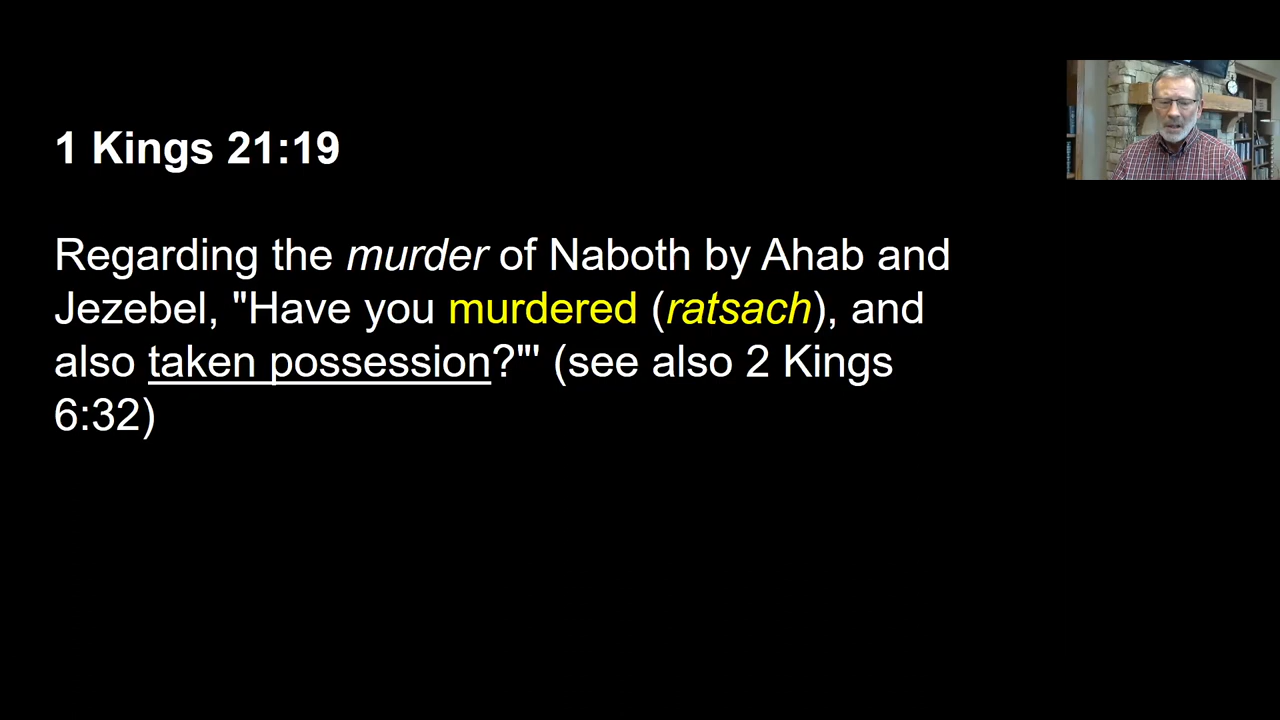 1 Kings 21:19
Regarding the murder of Naboth by Ahab and
Jezebel, "Have you murdered (ratsach), and
also taken possession?"' (see also 2 Kings
6:32)